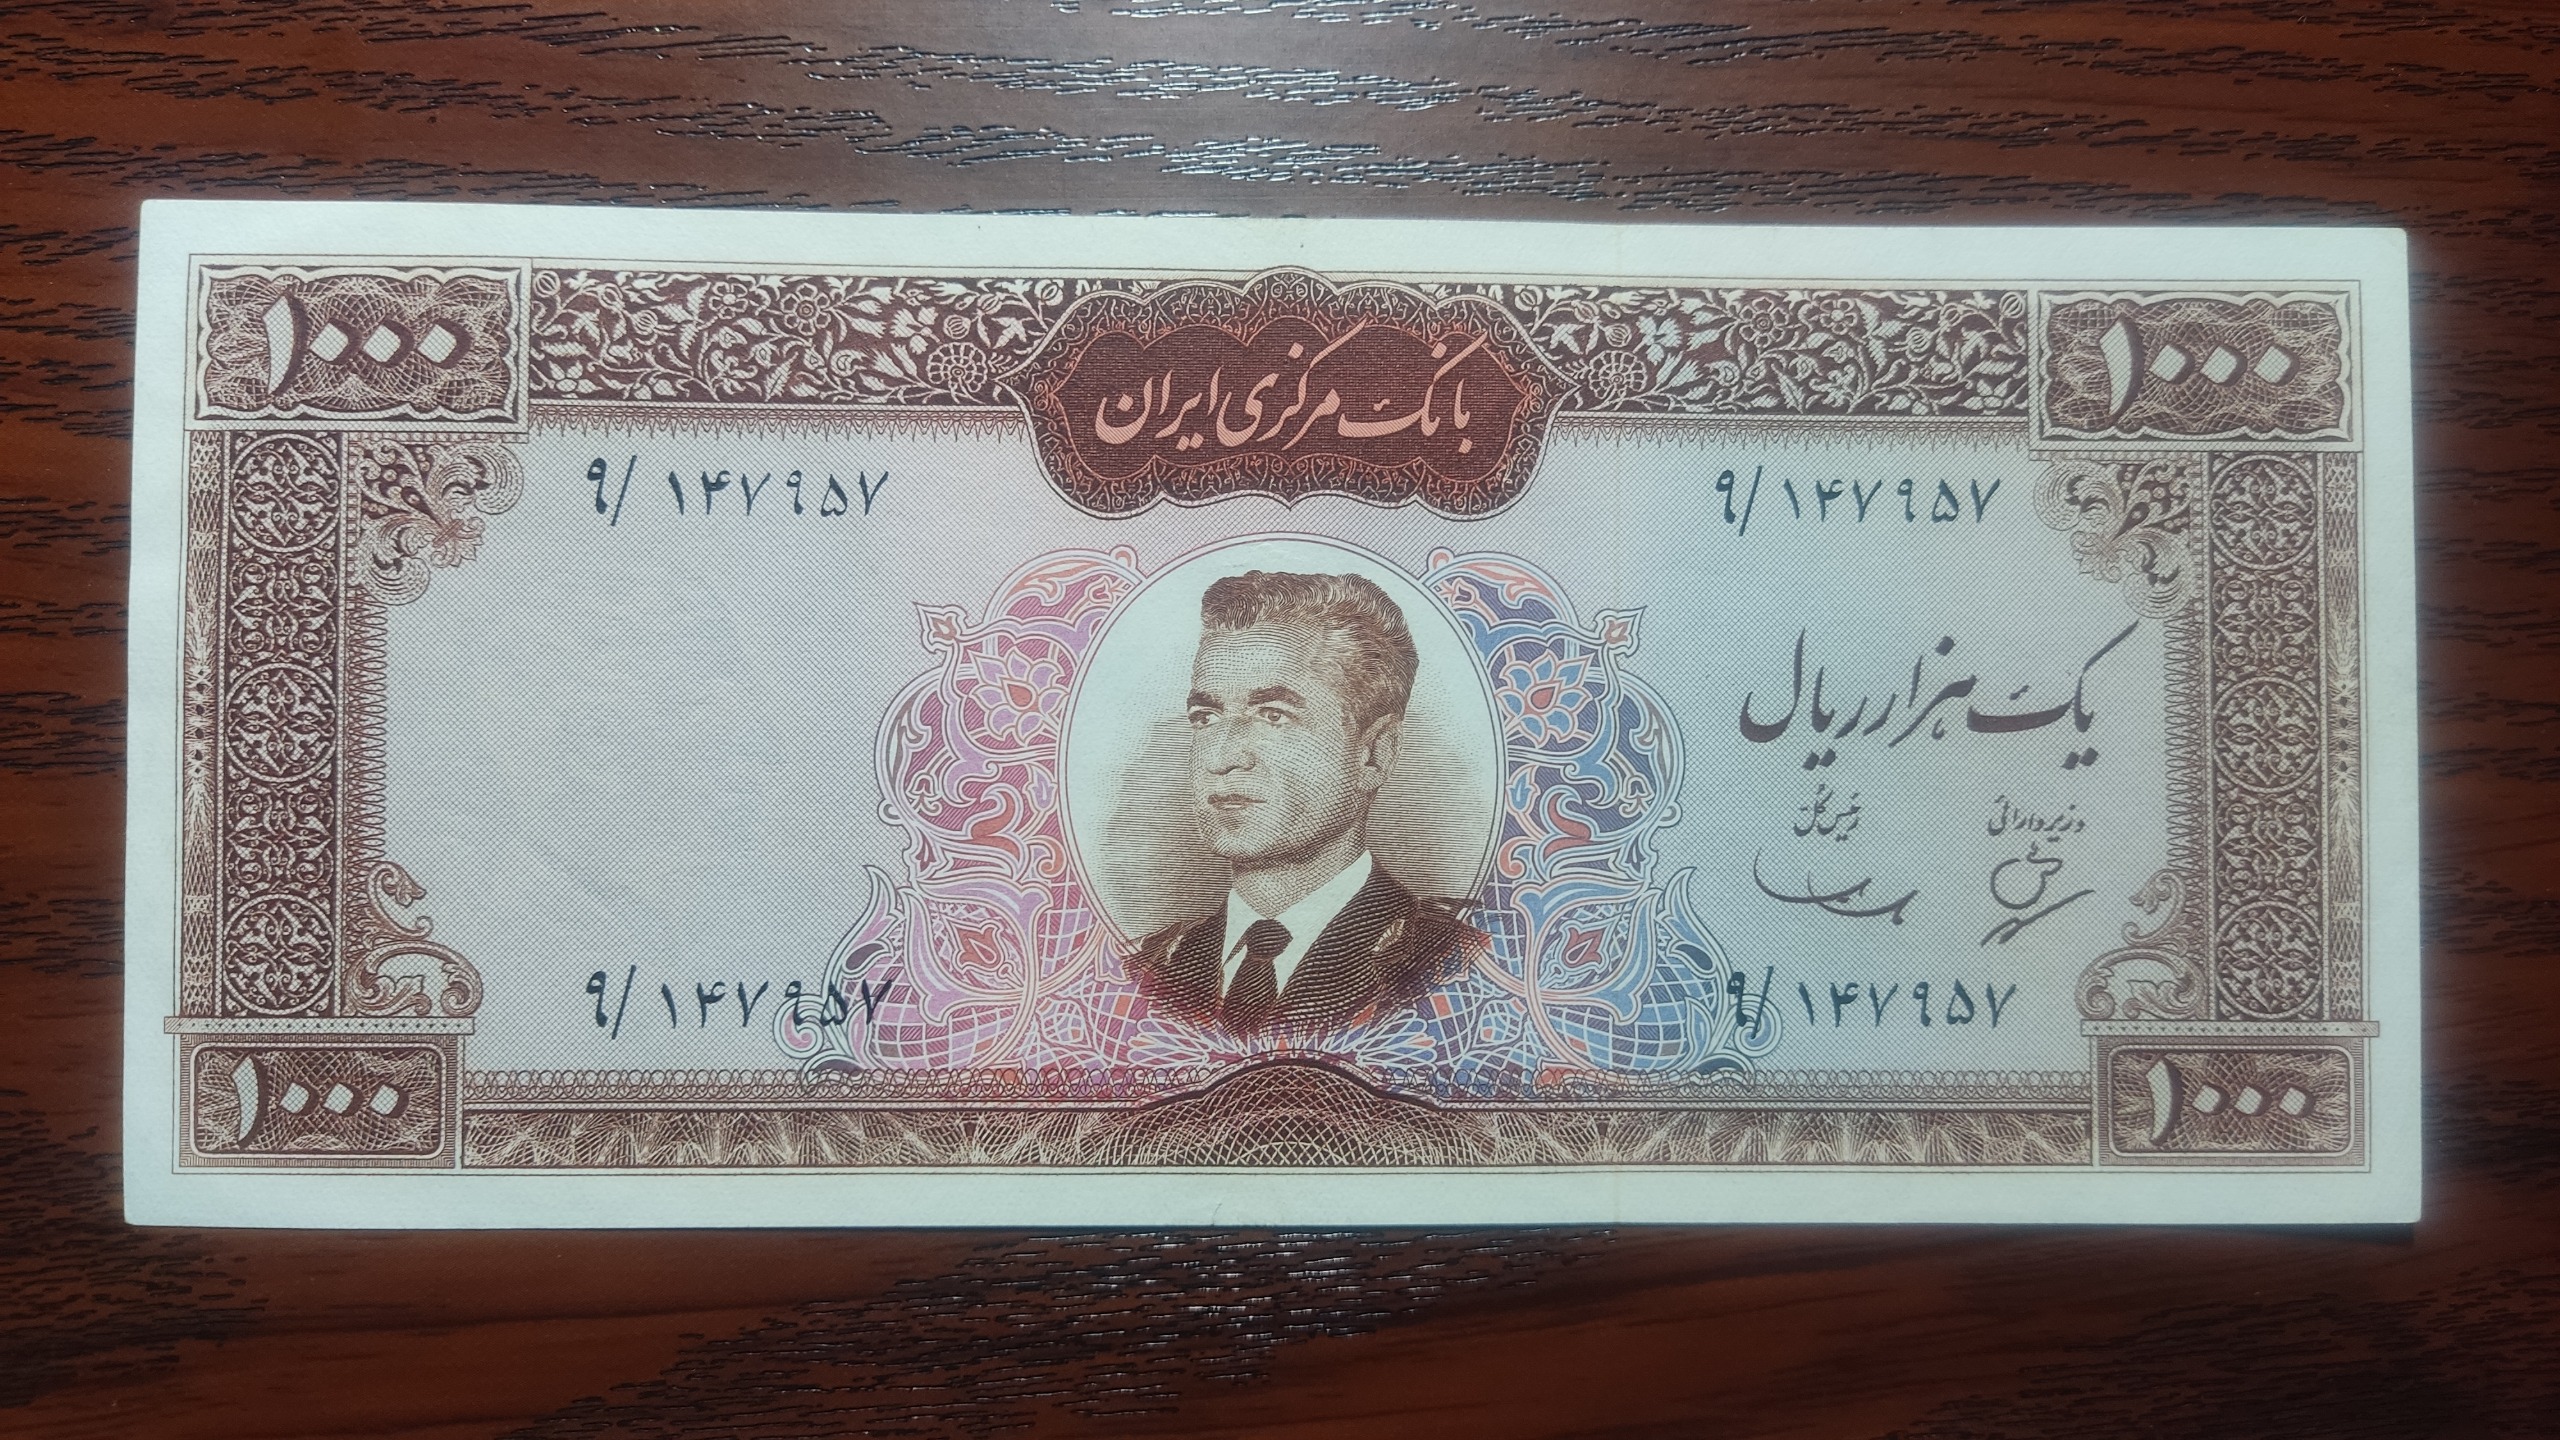 ۱۰۰۰ ۱۰۰۰
بانک مرکزی ایران
۹/ ۱۴۷۹۵۷ ۹/ ۱۴۷۹۵۷
یک هزار ریال
وزیر دارائی رئیس کل
۹/ ۱۴۷۹۵۷ ۹/ ۱۴۷۹۵۷
۱۰۰۰ ۱۰۰۰